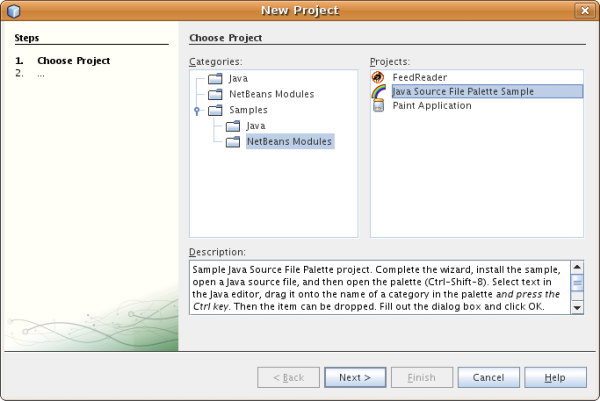 New Project
Steps
1. Choose Project
2. ...
Choose Project
Categories:
Java
NetBeans Modules
Samples
Java
NetBeans Modules
Projects:
FeedReader
Java Source File Palette Sample
Paint Application
Description:
Sample Java Source File Palette project. Complete the wizard, install the sample,
open a Java source file, and then open the palette (Ctrl-Shift-8). Select text in
the Java editor, drag it onto the name of a category in the palette and press the
Ctrl key. Then the item can be dropped. Fill out the dialog box and click OK.
< Back
Next >
Finish
Cancel
Help